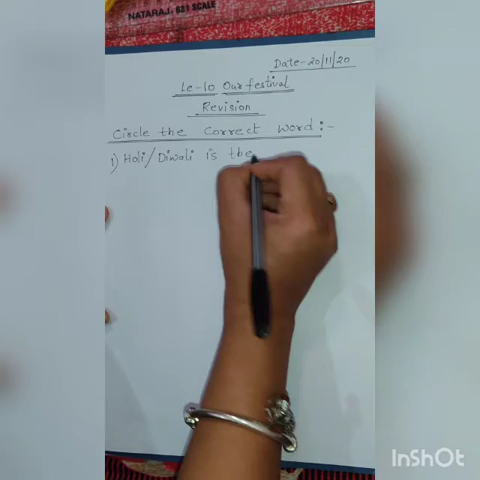 NATARAJ 621 SCALE
Date-20/11/20
Le-10 Our festival
Revision
Circle the Correct word:-
1) Holi/Diwali is the
InShOt